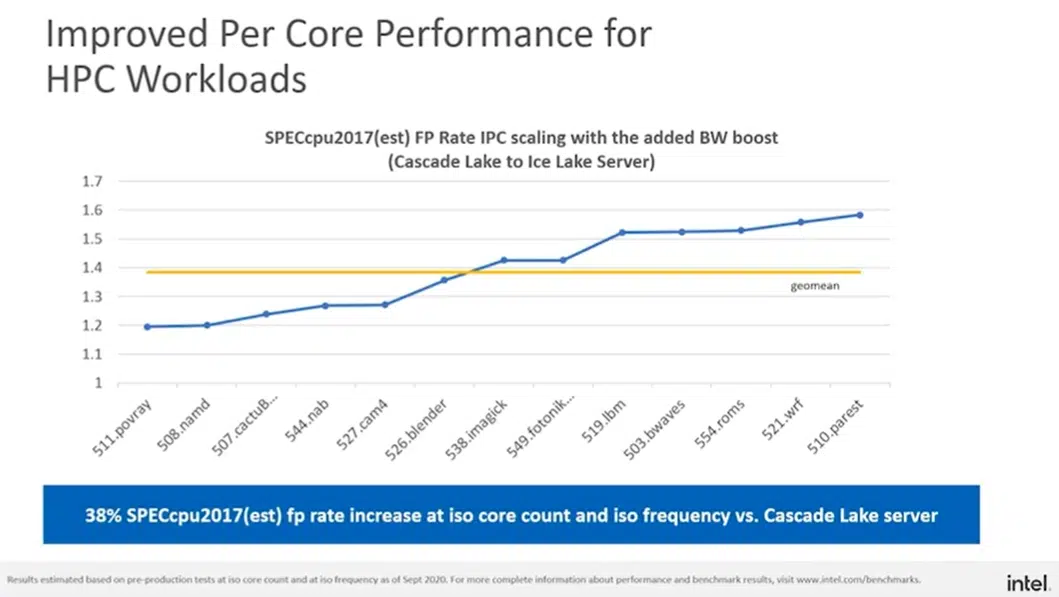 Improved Per Core Performance for
HPC Workloads
SPECcpu2017(est) FP Rate IPC scaling with the added BW boost
(Cascade Lake to Ice Lake Server)
1.7
1.6
1.5
1.4
1.3
1.2
1.1
1
geomean
511.povray
508.namd
507.cactuB...
544.nab
527.cam4
526.blender
538.imagick
549.fotonik...
519.lbm
503.bwaves
554.roms
521.wrf
510.parest
38% SPECcpu2017(est) fp rate increase at iso core count and iso frequency vs. Cascade Lake server
Results estimated based on pre-production tests at iso core count and at iso frequency as of Sept 2020. For more complete information about performance and benchmark results, visit www.intel.com/benchmarks.
intel.